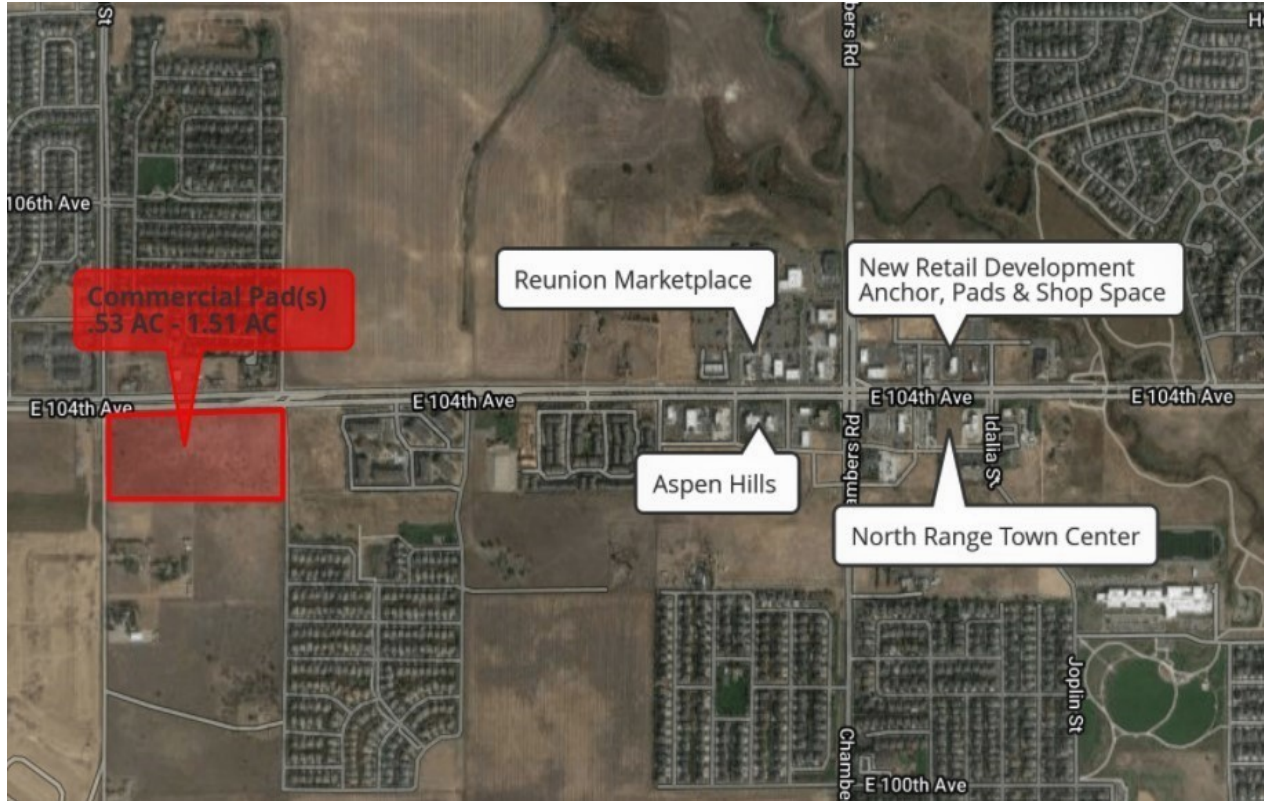 St
bers Rd
106th Ave
Commercial Pad(s)
.53 AC - 1.51 AC
Reunion Marketplace
New Retail Development
Anchor, Pads & Shop Space
E 104th Ave
E 104th Ave
E 104th Ave
E 104th Ave
Aspen Hills
ambers Rd
Idalia St
North Range Town Center
Joplin St
Chambe
E 100th Ave